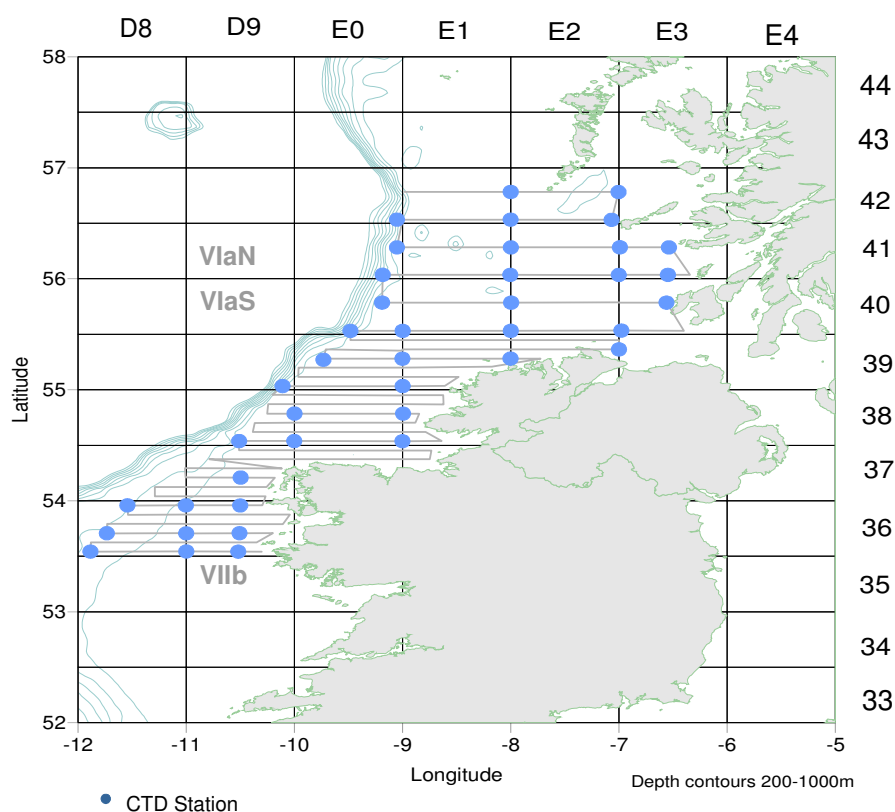 D8 D9 E0 E1 E2 E3 E4
58
44
43
57
42
VIaN
41
56
VIaS
40
Latitude
39
55
38
37
54
36
VIIb
35
53
34
33
52
-12 -11 -10 -9 -8 -7 -6 -5
Longitude
Depth contours 200-1000m
CTD Station